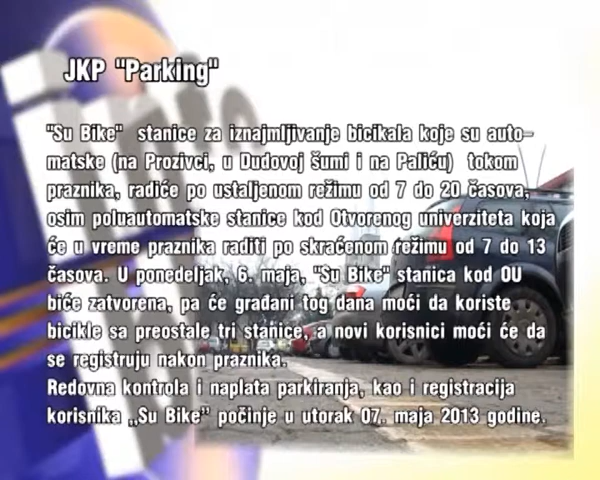 JKP "Parking"
"Su Bike" stanice za iznajmljivanje bicikala koje su auto-
matske (na Prozivci, u Dudovoj šumi i na Paliću) tokom
praznika, radiće po ustaljenom režimu od 7 do 20 časova,
osim poluautomatske stanice kod Otvorenog univerziteta koja
će u vreme praznika raditi po skraćenom režimu od 7 do 13
časova. U ponedeljak, 6. maja, "Su Bike" stanica kod OU
biće zatvorena, pa će građani tog dana moći da koriste
bicikle sa preostale tri stanice, a novi korisnici moći će da
se registruju nakon praznika.
Redovna kontrola i naplata parkiranja, kao i registracija
korisnika „Su Bike” počinje u utorak 07. maja 2013 godine.